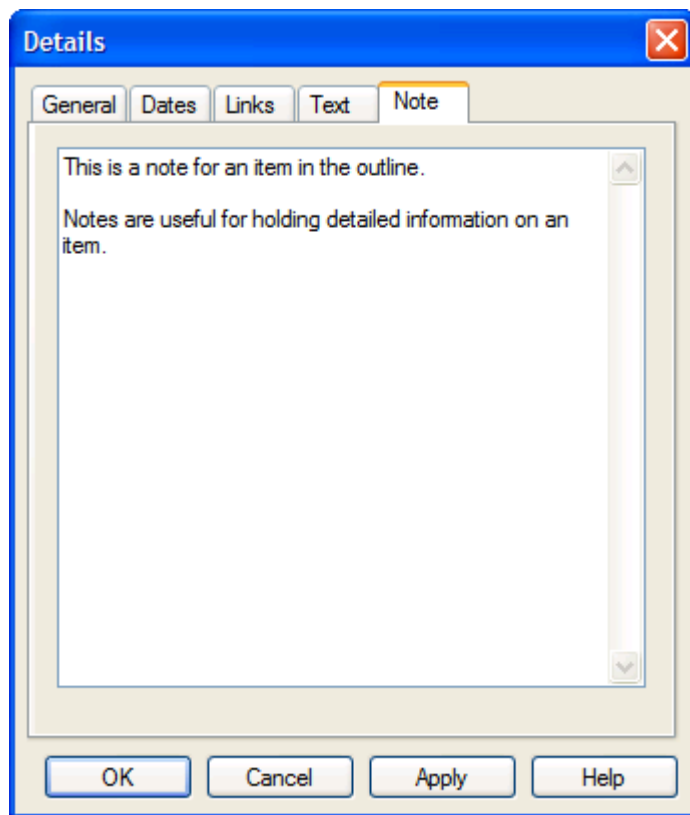 Details
General Dates Links Text Note
This is a note for an item in the outline.
Notes are useful for holding detailed information on an
item.
OK Cancel Apply Help